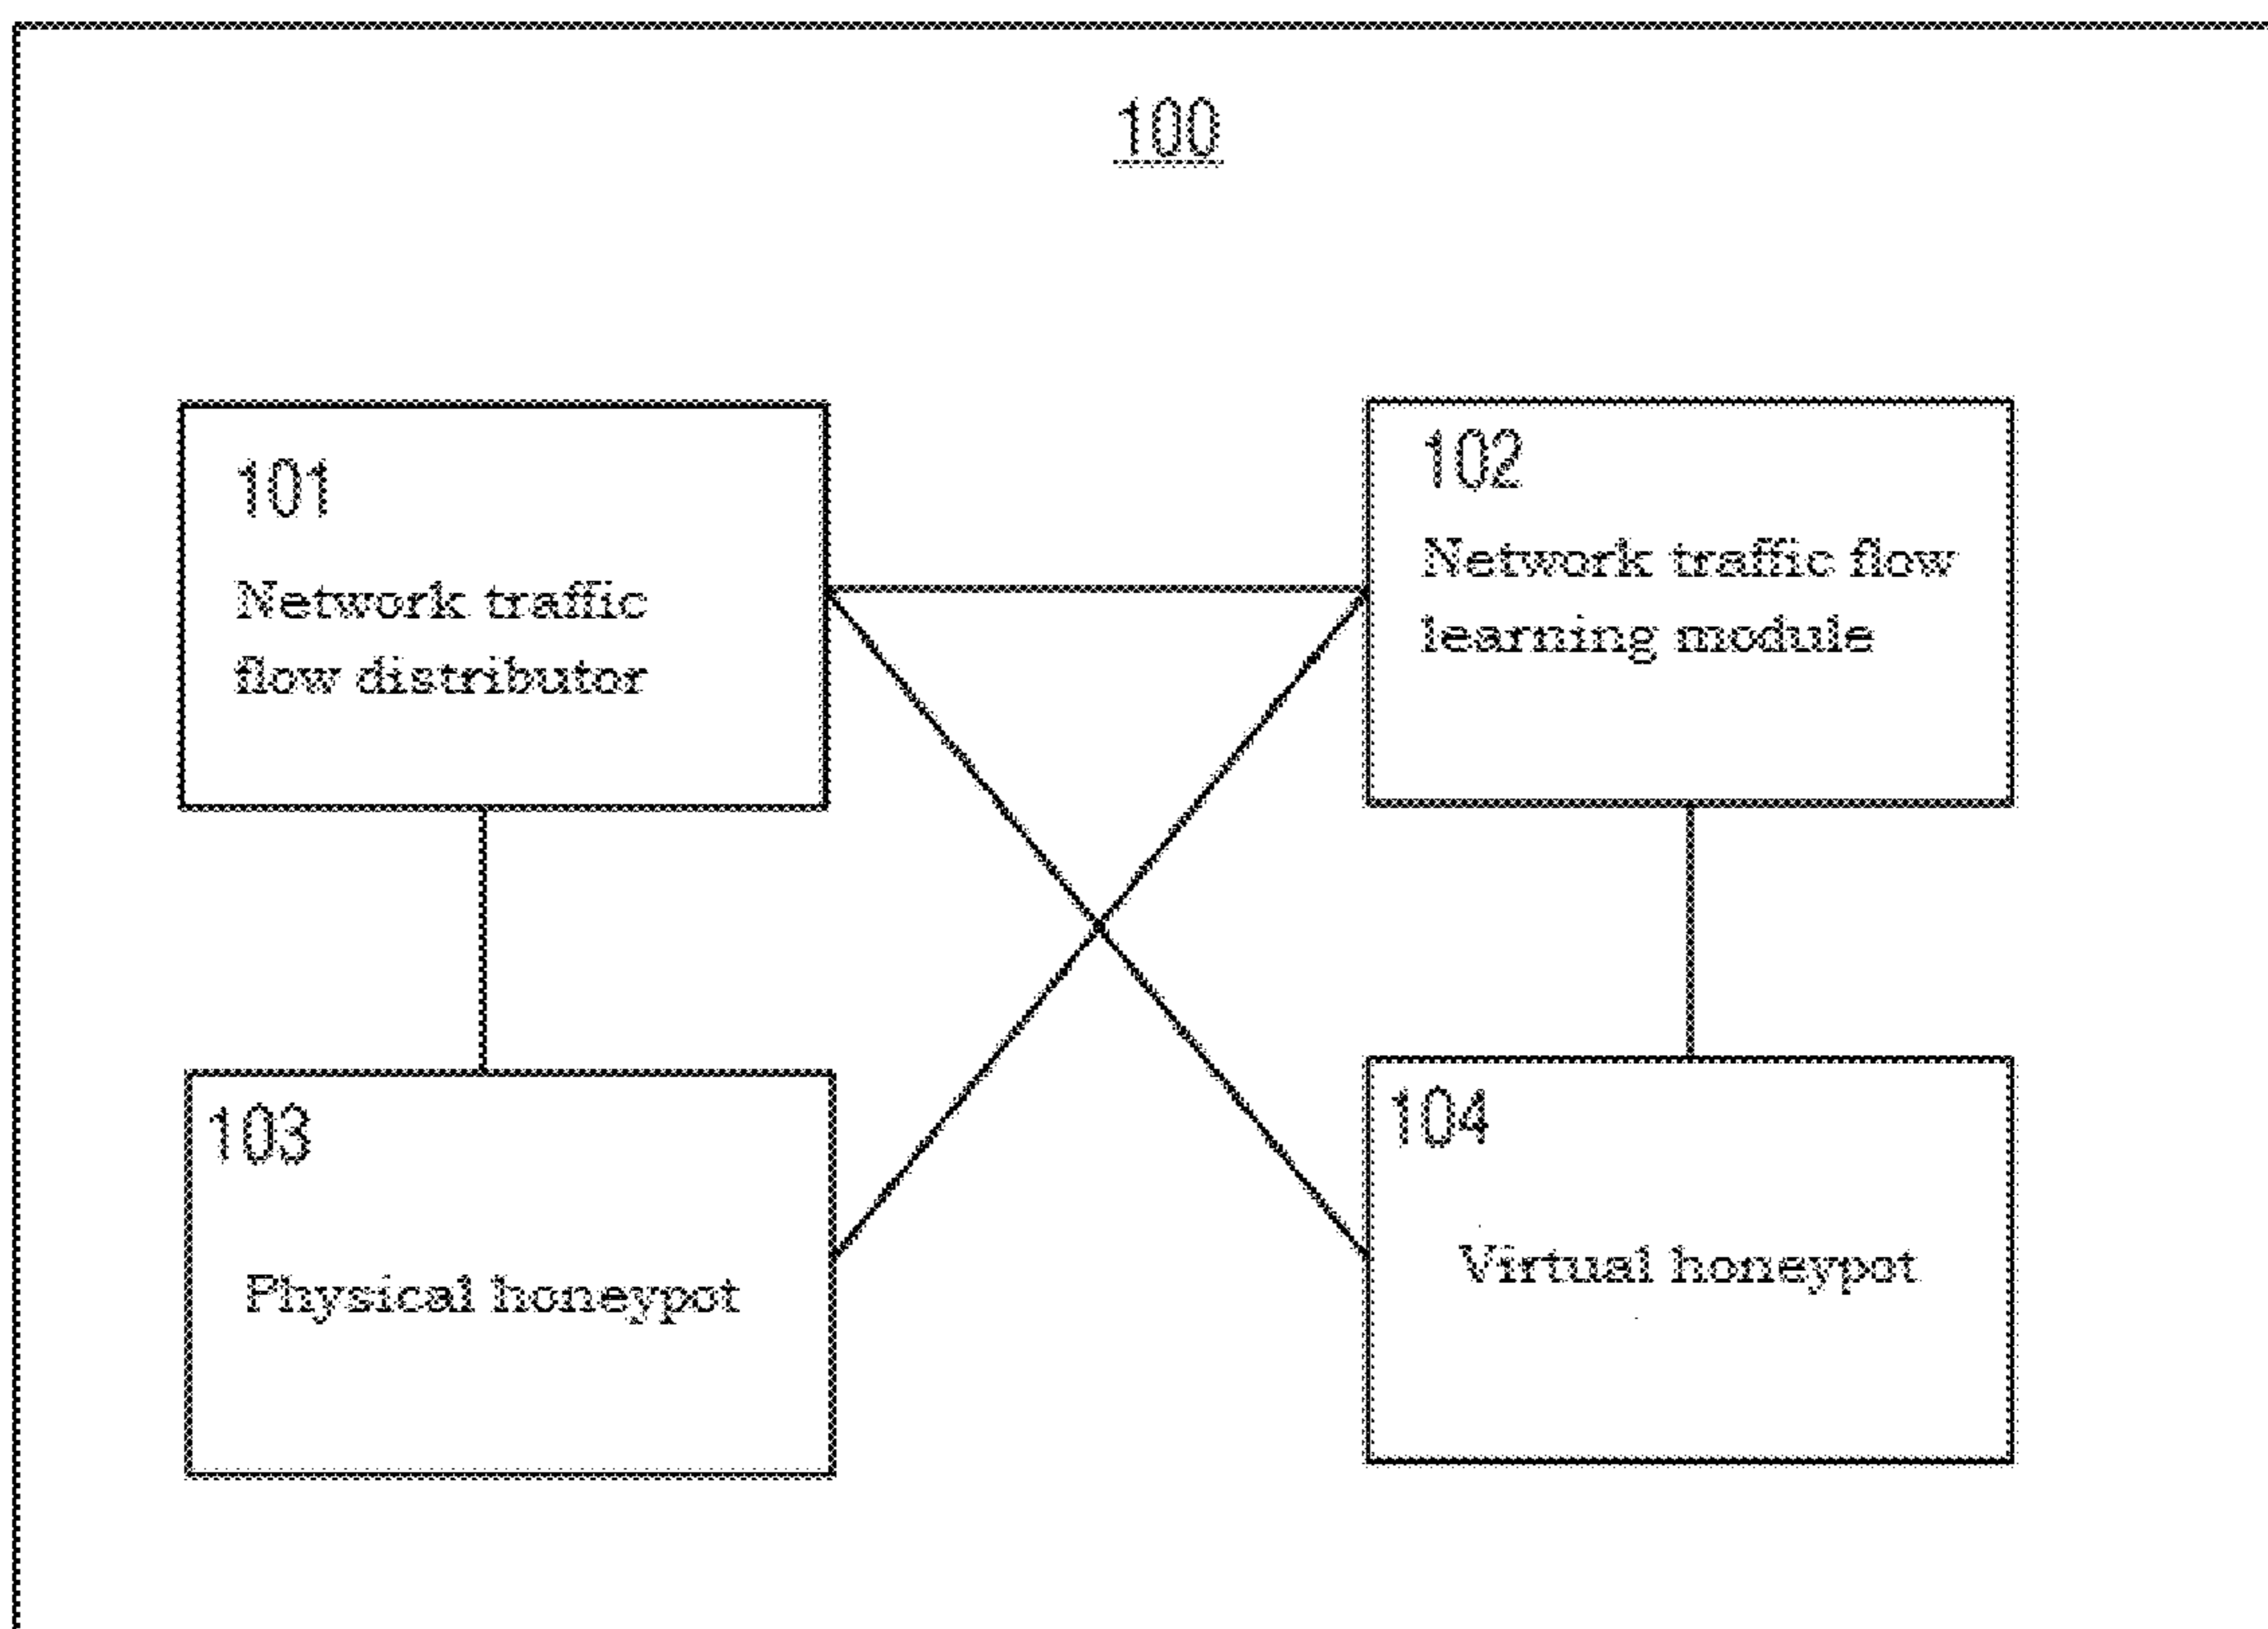 100
101
Network traffic
flow distributor
102
Network traffic flow
learning module
103
Physical honeypot
104
Virtual honeypot